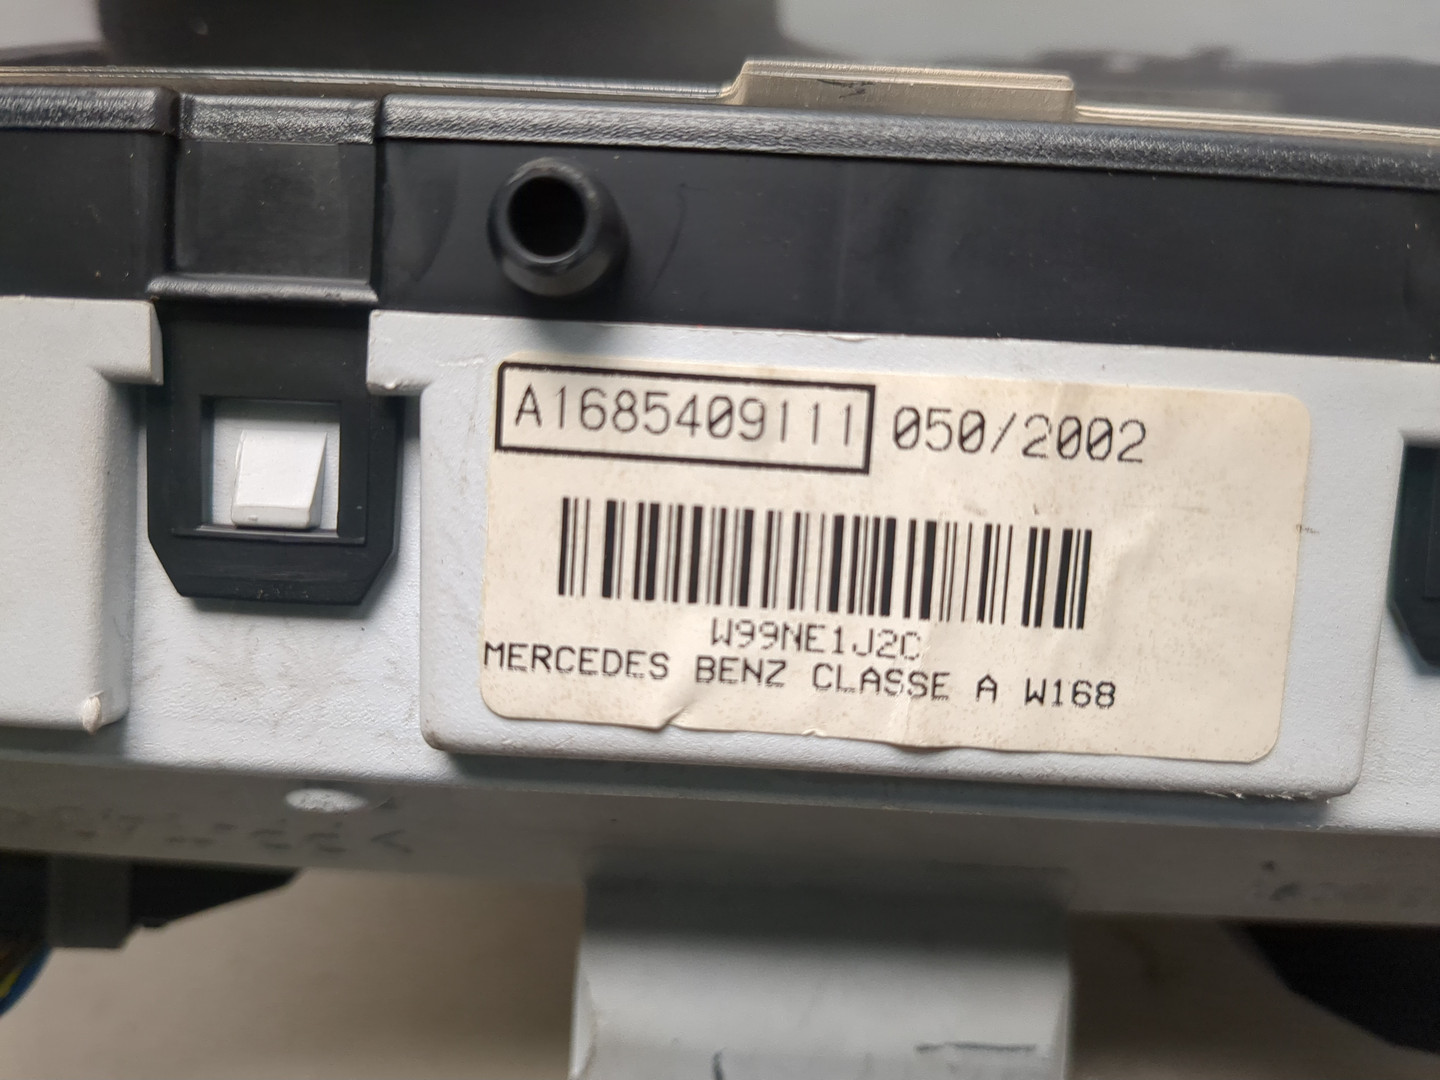 A1685409111 050/2002
W99NE1J2C
MERCEDES BENZ CLASSE A W168